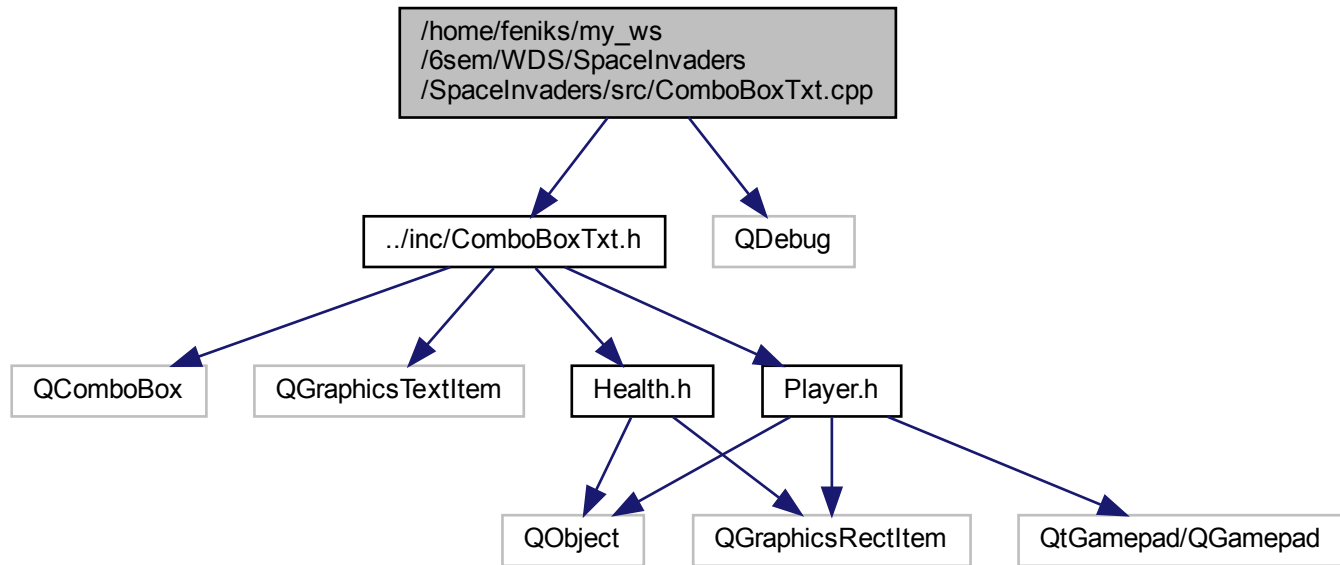 /home/feniks/my_ws
/6sem/WDS/SpaceInvaders
/SpaceInvaders/src/ComboBoxTxt.cpp
../inc/ComboBoxTxt.h
QDebug
QComboBox
QGraphicsTextItem
Health.h
Player.h
QObject
QGraphicsRectItem
QtGamepad/QGamepad